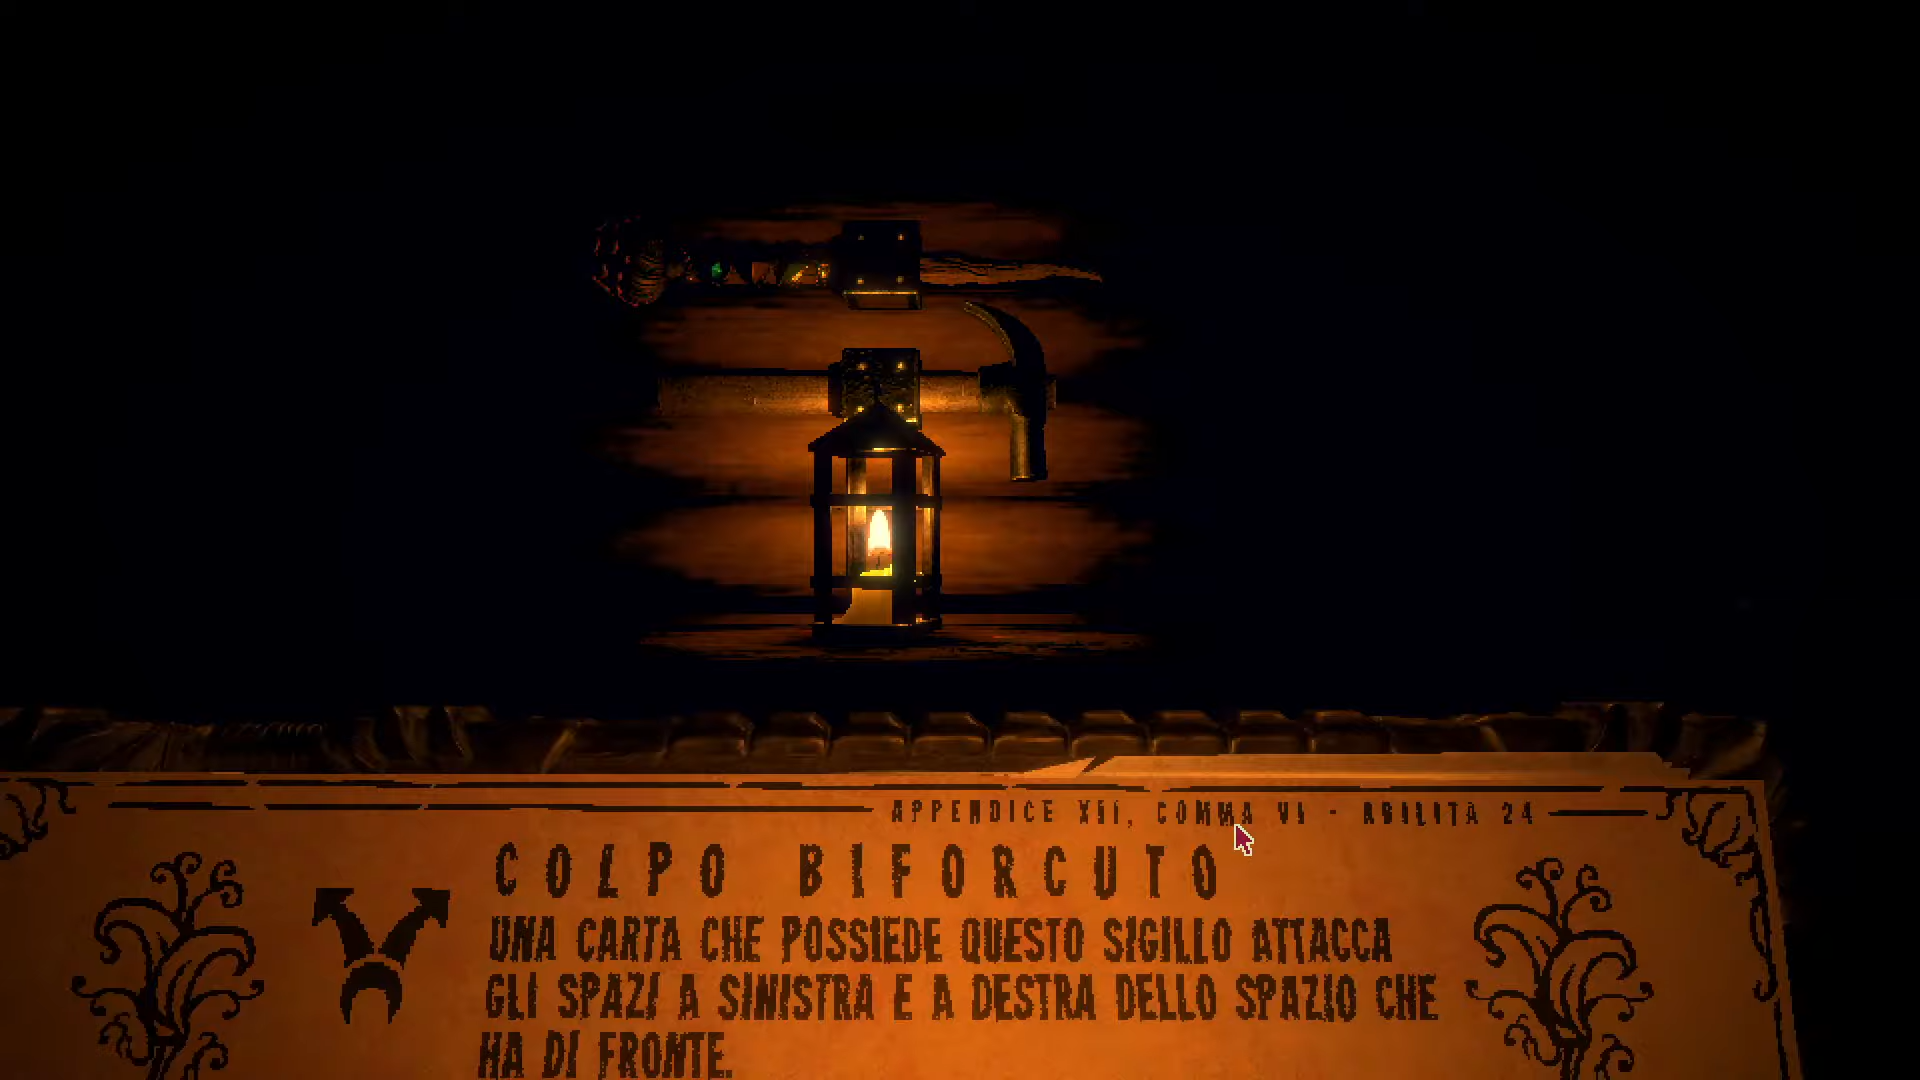 APPENDICE XII, COMMA VI - ABILITÀ 24
COLPO BIFORCUTO
UNA CARTA CHE POSSIEDE QUESTO SIGILLO ATTACCA
GLI SPAZI A SINISTRA E A DESTRA DELLO SPAZIO CHE
HA DI FRONTE.